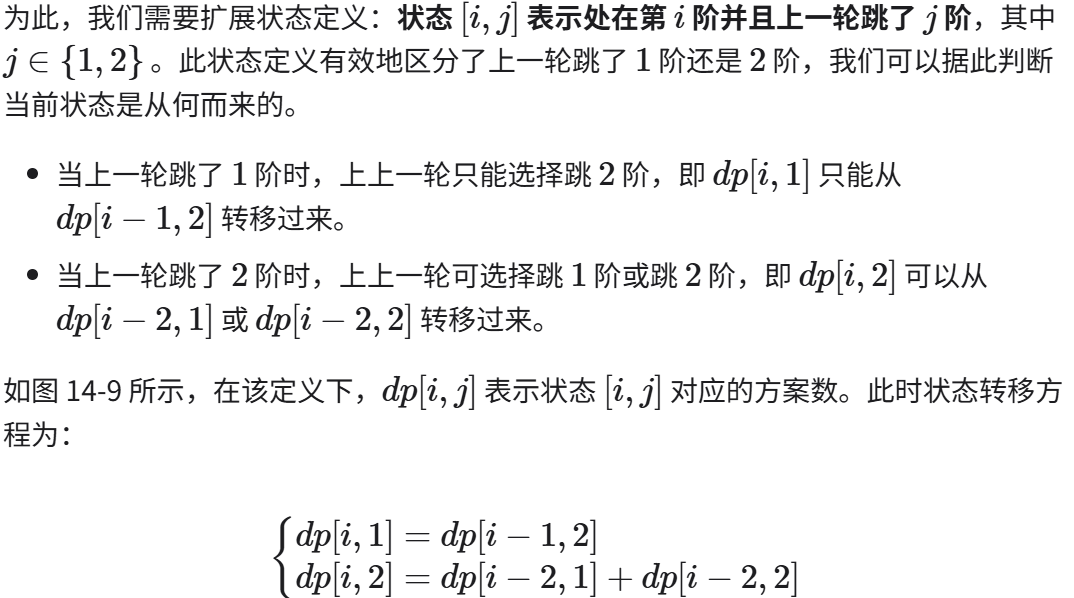 为此，我们需要扩展状态定义：状态 [i, j] 表示处在第 i 阶并且上一轮跳了 j 阶，其中
j ∈ {1, 2} 。此状态定义有效地区分了上一轮跳了 1 阶还是 2 阶，我们可以据此判断
当前状态是从何而来的。
• 当上一轮跳了 1 阶时，上上一轮只能选择跳 2 阶，即 dp[i, 1] 只能从
dp[i − 1, 2] 转移过来。
• 当上一轮跳了 2 阶时，上上一轮可选择跳 1 阶或跳 2 阶，即 dp[i, 2] 可以从
dp[i − 2, 1] 或 dp[i − 2, 2] 转移过来。
如图 14-9 所示，在该定义下，dp[i, j] 表示状态 [i, j] 对应的方案数。此时状态转移方
程为：
dp[i, 1] = dp[i − 1, 2]
dp[i, 2] = dp[i − 2, 1] + dp[i − 2, 2]